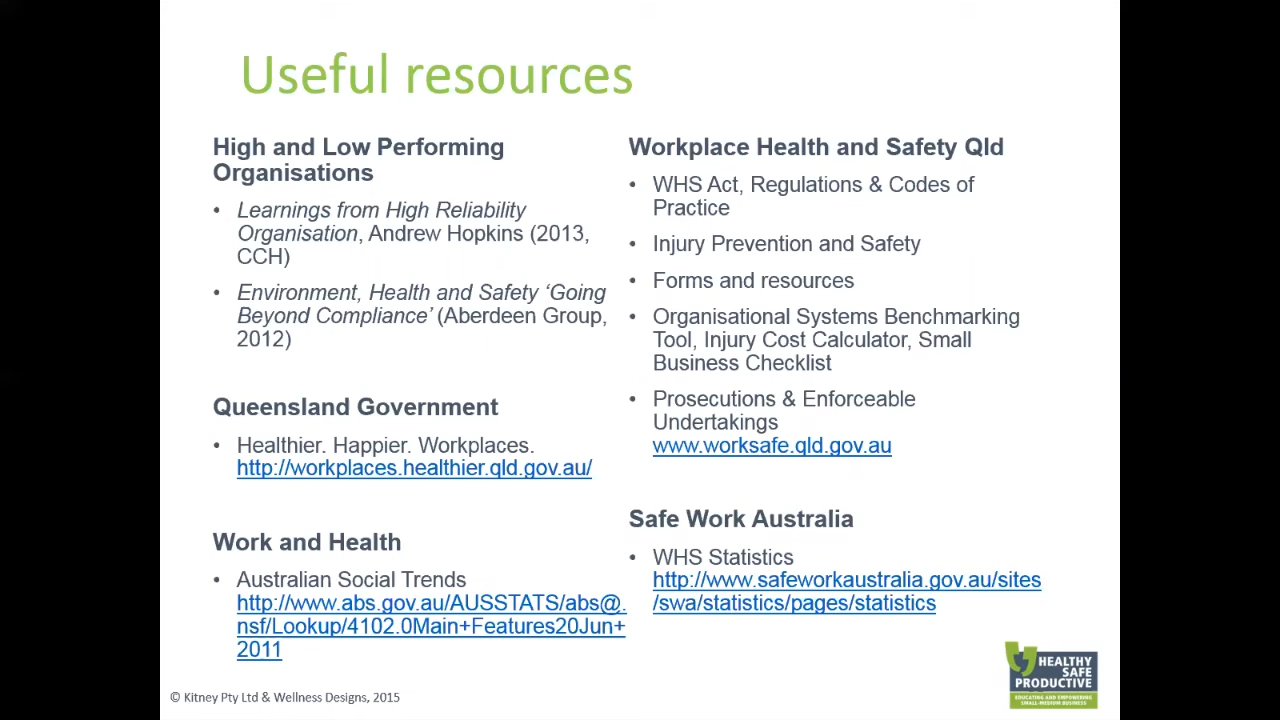 Useful resources
High and Low Performing
Organisations
• Learnings from High Reliability
Organisation, Andrew Hopkins (2013,
CCH)
• Environment, Health and Safety ‘Going
Beyond Compliance’ (Aberdeen Group,
2012)
Queensland Government
• Healthier. Happier. Workplaces.
http://workplaces.healthier.qld.gov.au/
Work and Health
• Australian Social Trends
http://www.abs.gov.au/AUSSTATS/abs@.
nsf/Lookup/4102.0Main+Features20Jun+
2011
Workplace Health and Safety Qld
• WHS Act, Regulations & Codes of
Practice
• Injury Prevention and Safety
• Forms and resources
• Organisational Systems Benchmarking
Tool, Injury Cost Calculator, Small
Business Checklist
• Prosecutions & Enforceable
Undertakings
www.worksafe.qld.gov.au
Safe Work Australia
• WHS Statistics
http://www.safeworkaustralia.gov.au/sites
/swa/statistics/pages/statistics
© Kitney Pty Ltd & Wellness Designs, 2015
HEALTHY
SAFE
PRODUCTIVE
EDUCATING AND EMPOWERING
SMALL-MEDIUM BUSINESS